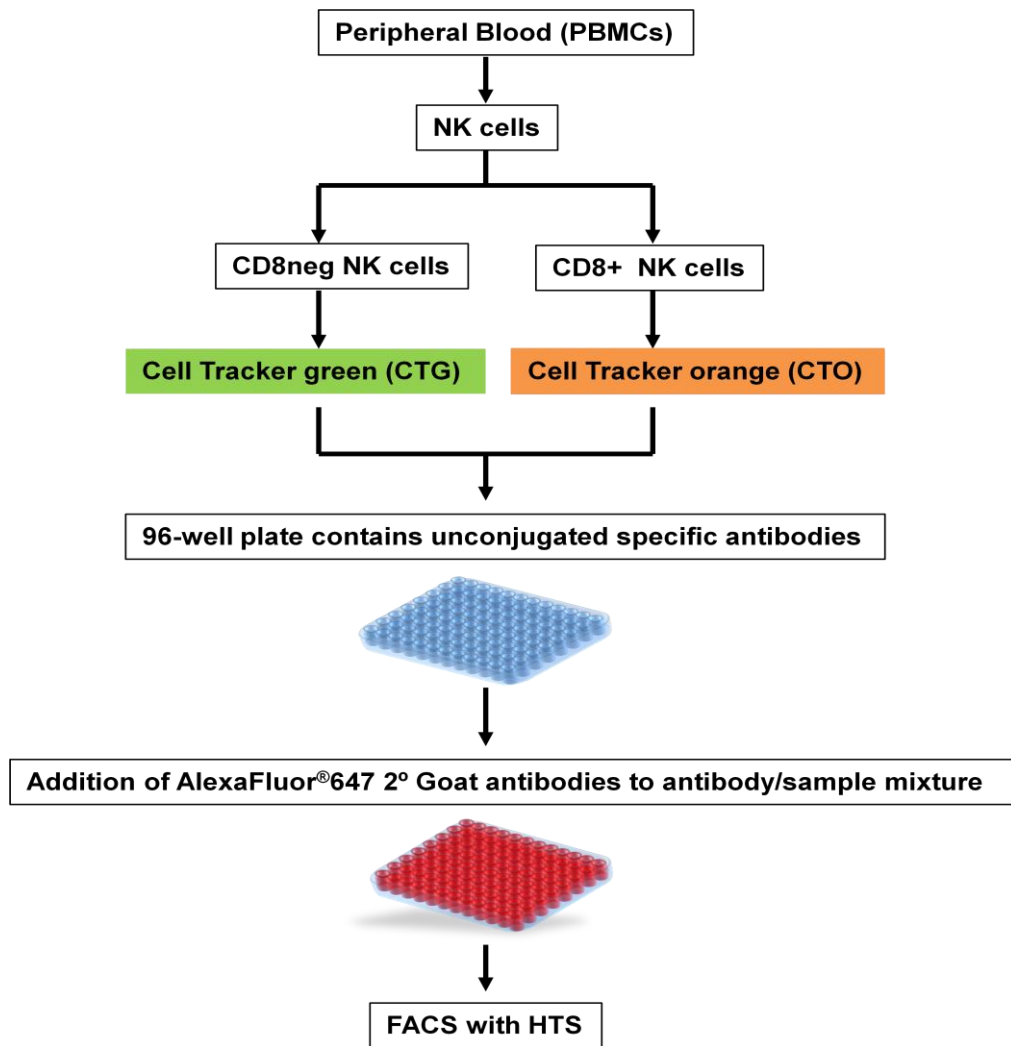 Peripheral Blood (PBMCs)
NK cells
CD8neg NK cells
CD8+ NK cells
Cell Tracker green (CTG)
Cell Tracker orange (CTO)
96-well plate contains unconjugated specific antibodies
Addition of AlexaFluor®647 2º Goat antibodies to antibody/sample mixture
FACS with HTS